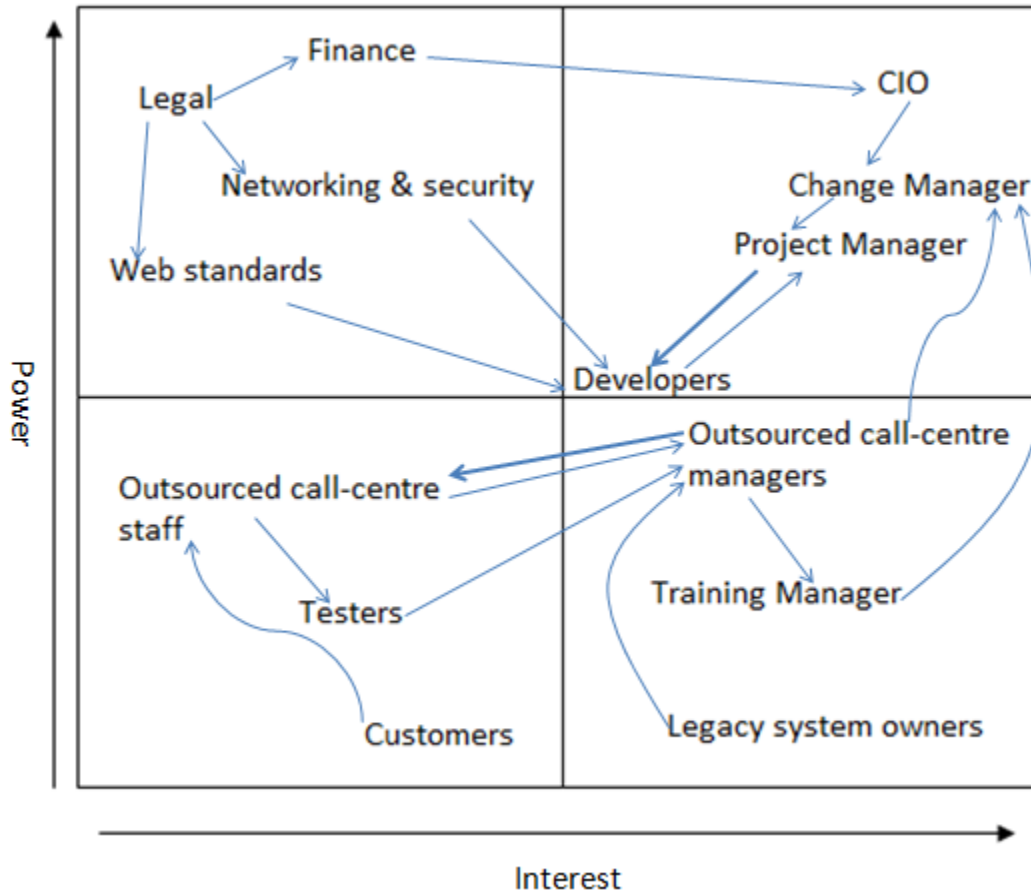 Finance
CIO
Legal
Networking & security
Change Manager
Project Manager
Web standards
Developers
Power
Outsourced call-centre
managers
Outsourced call-centre
staff
Training Manager
Testers
Legacy system owners
Customers
Interest